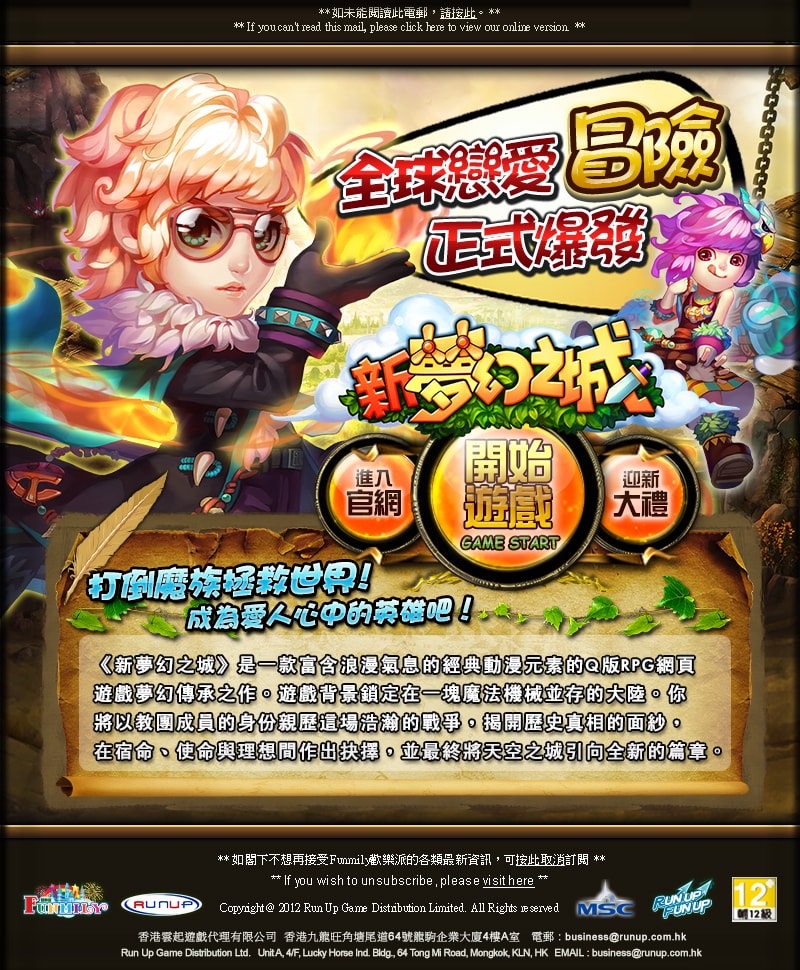 **如未能閱讀此電郵，請按此。**
** If you can't read this mail, please click here to view our online version. **
全球戀愛冒險
正式爆發
新夢幻之城
進入
官網
開始
遊戲
GAME START
迎新
大禮
打倒魔族拯救世界!
成為愛人心中的英雄吧!
《新夢幻之城》是一款富含浪漫氣息的經典動漫元素的Q版RPG網頁
遊戲夢幻傳承之作。遊戲背景鎖定在一塊魔法機械並存的大陸。你
將以教團成員的身份親歷這場浩瀚的戰爭，揭開歷史真相的面紗，
在宿命、使命與理想間作出抉擇，並最終將天空之城引向全新的篇章。
** 如閣下不想再接受Funmily歡樂派的各類最新資訊，可按此取消訂閱 **
** If you wish to unsubscribe, please visit here **
FUNMILY
RUNUP
Copyright@ 2012 Run Up Game Distribution Limited. All Rights reserved
MSC
RUN UP
FUN UP
12+
輔12級
香港雲起遊戲代理有限公司 香港九龍旺角塘尾道64號龍駒企業大廈4樓A室 電郵：business@runup.com.hk
Run Up Game Distribution Ltd. Unit A, 4/F, Lucky Horse Ind. Bldg., 64 Tong Mi Road, Mongkok, KLN, HK EMAIL : business@runup.com.hk